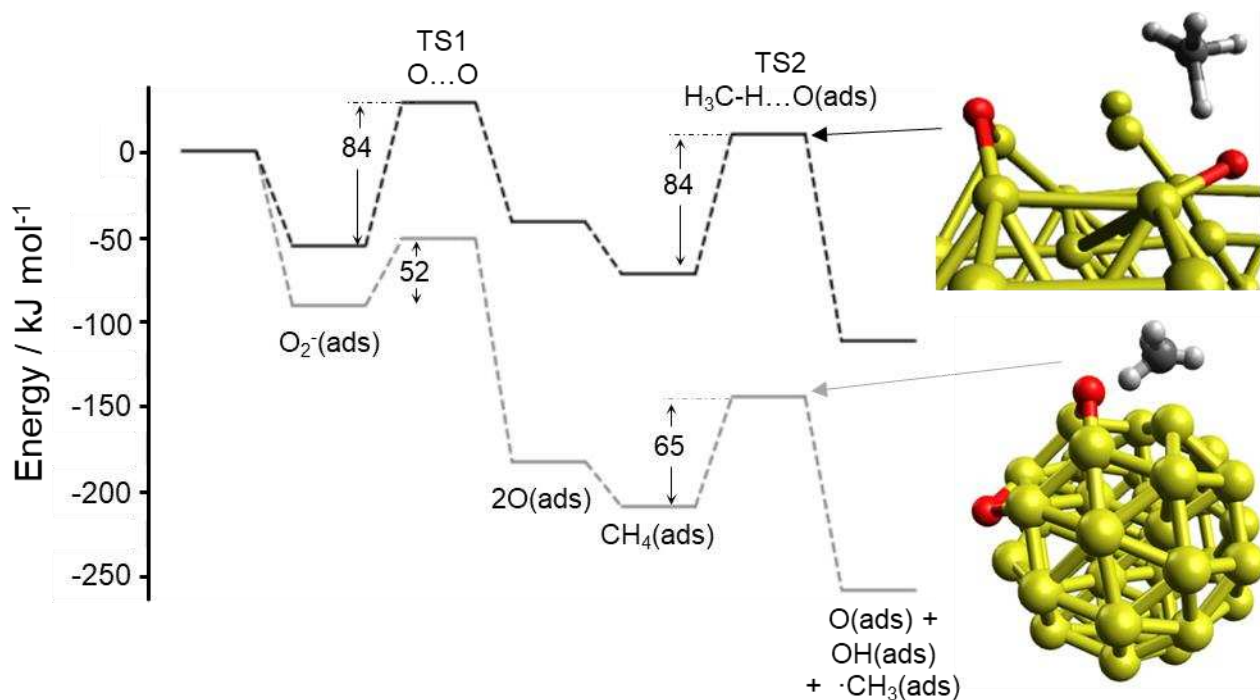 TS1
O...O
TS2
H₃C-H...O(ads)
84
84
52
65
O₂⁻(ads)
2O(ads)
CH₄(ads)
O(ads) +
OH(ads)
+ ·CH₃(ads)
Energy / kJ mol⁻¹
0
-50
-100
-150
-200
-250